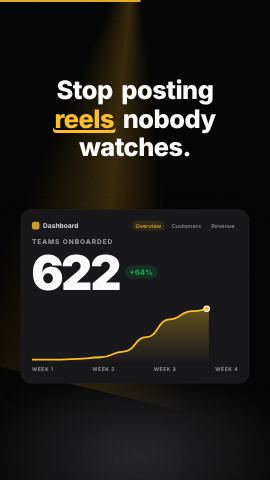 Stop posting
reels nobody
watches.
Dashboard
Overview Customers Revenue
TEAMS ONBOARDED
622 +64%
WEEK 1 WEEK 2 WEEK 3 WEEK 4